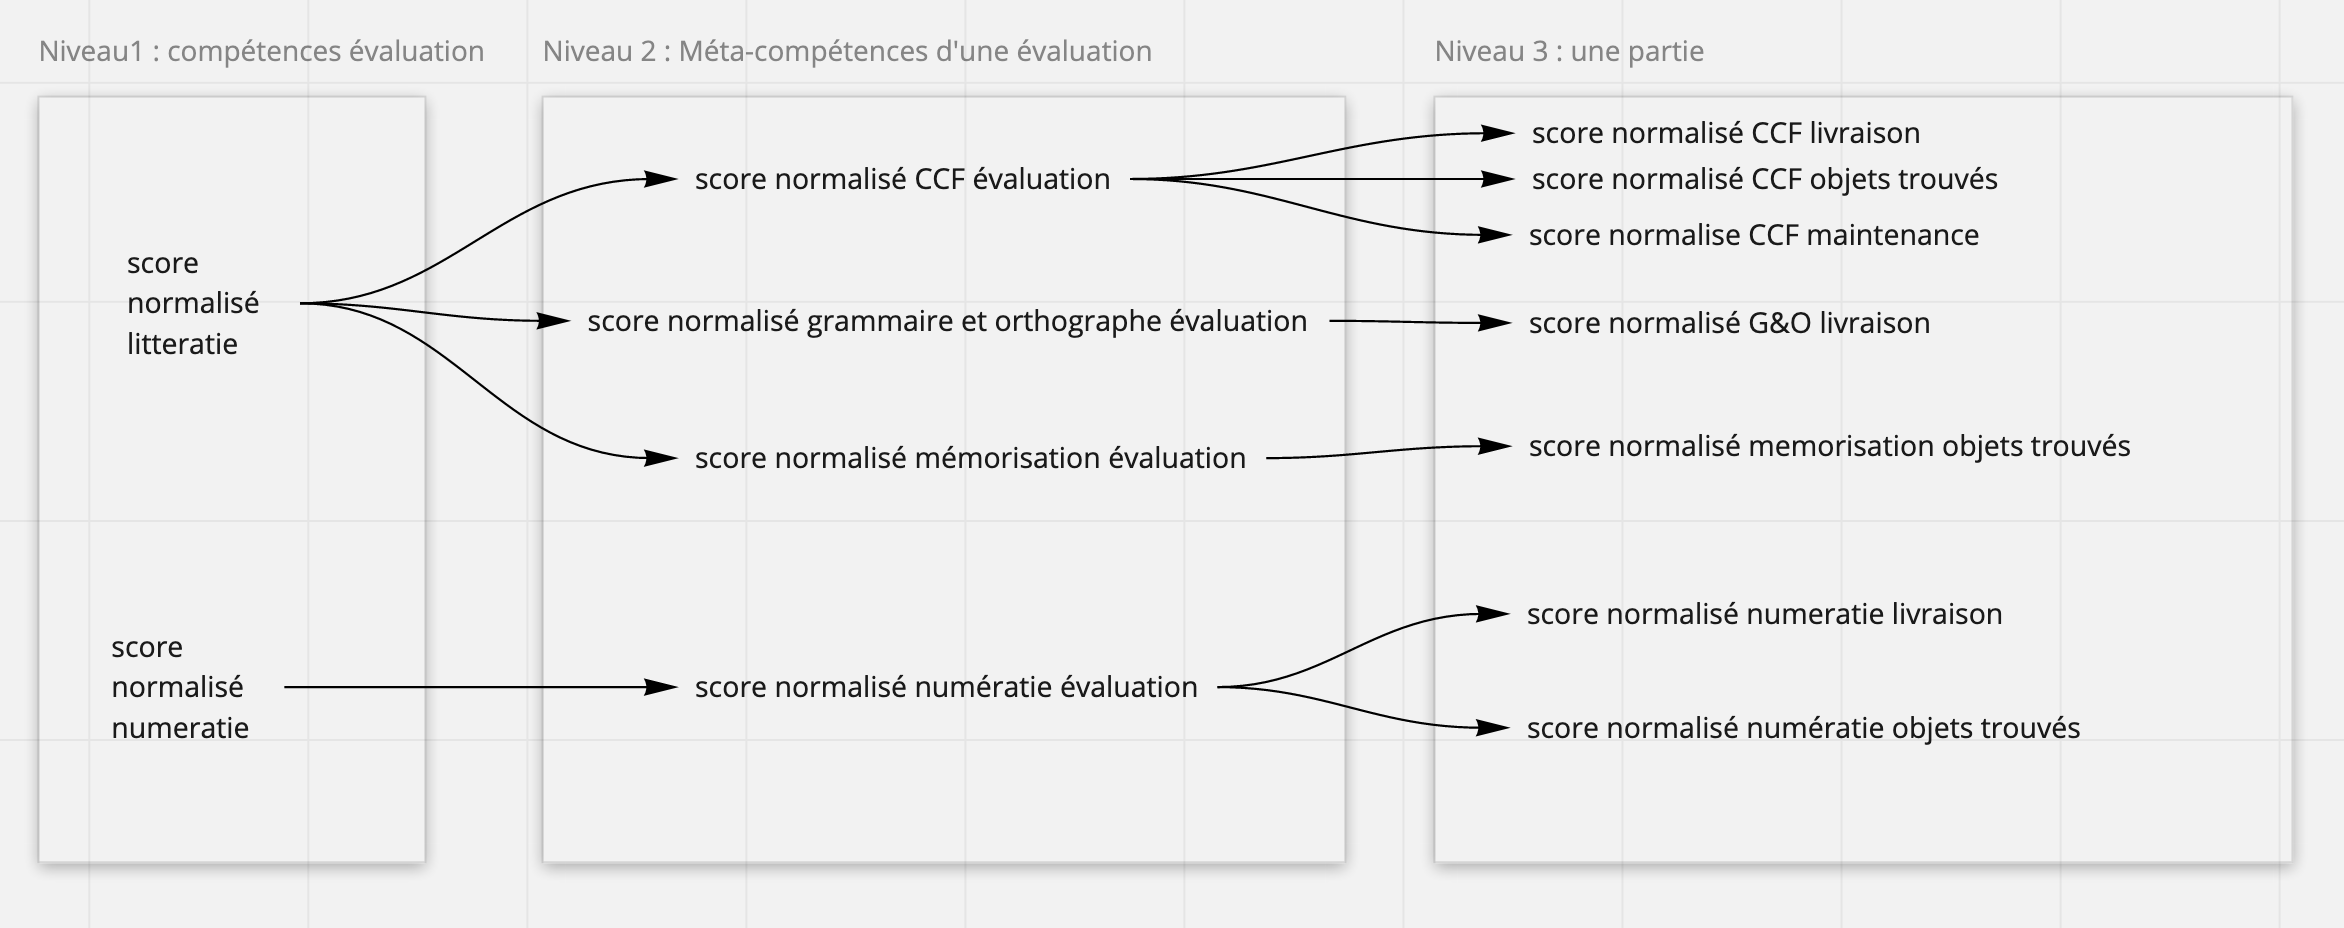 Niveau1 : compétences évaluation
score
normalisé
litteratie
score
normalisé
numeratie
Niveau 2 : Méta-compétences d'une évaluation
score normalisé CCF évaluation
score normalisé grammaire et orthographe évaluation
score normalisé mémorisation évaluation
score normalisé numératie évaluation
Niveau 3 : une partie
score normalisé CCF livraison
score normalisé CCF objets trouvés
score normalise CCF maintenance
score normalisé G&O livraison
score normalisé memorisation objets trouvés
score normalisé numeratie livraison
score normalisé numératie objets trouvés